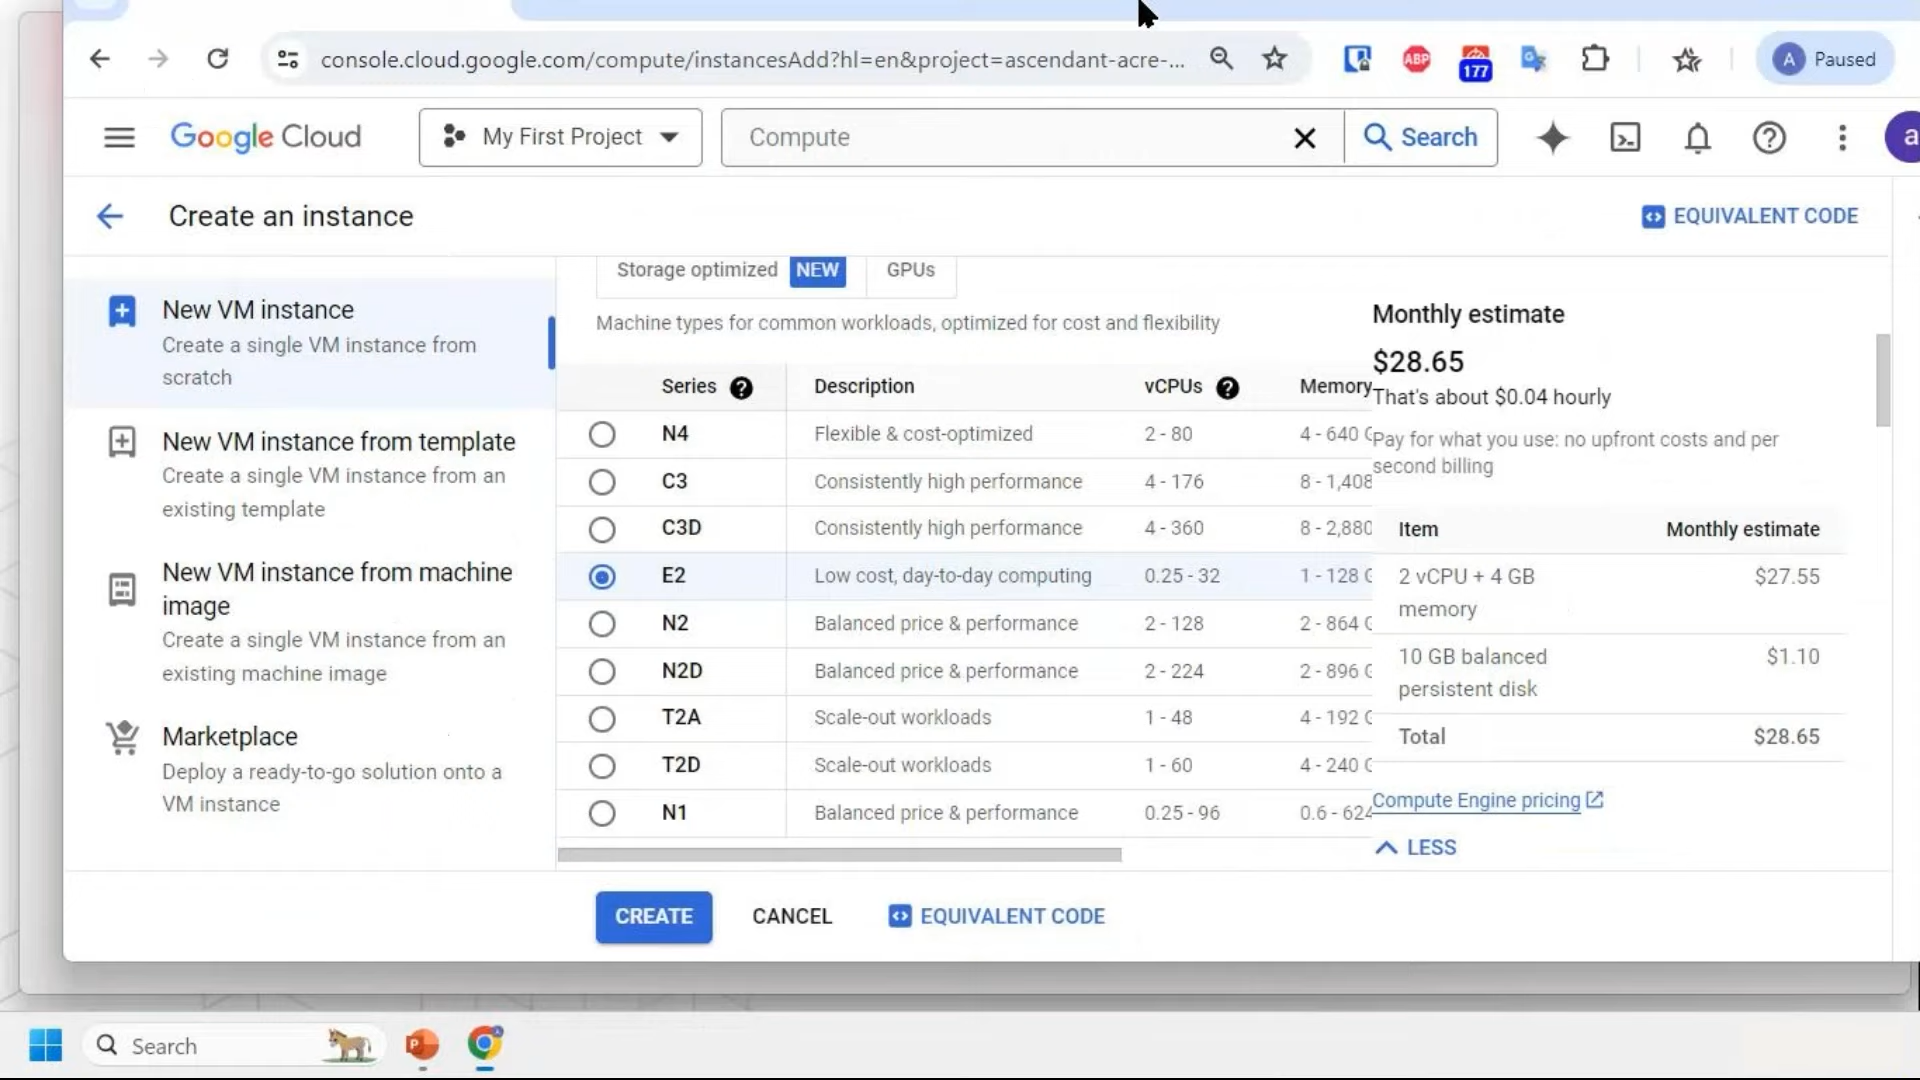 console.cloud.google.com/compute/instancesAdd?hl=en&project=ascendant-acre-...
ABP
177
A
Paused
Google Cloud
My First Project
Compute
Search
a
Create an instance
EQUIVALENT CODE
New VM instance
Create a single VM instance from
scratch
New VM instance from template
Create a single VM instance from an
existing template
New VM instance from machine
image
Create a single VM instance from an
existing machine image
Marketplace
Deploy a ready-to-go solution onto a
VM instance
Storage optimized NEW GPUs
Machine types for common workloads, optimized for cost and flexibility
Series Description vCPUs Memory
N4 Flexible & cost-optimized 2 - 80 4 - 640
C3 Consistently high performance 4 - 176 8 - 1,408
C3D Consistently high performance 4 - 360 8 - 2,880
E2 Low cost, day-to-day computing 0.25 - 32 1 - 128
N2 Balanced price & performance 2 - 128 2 - 864
N2D Balanced price & performance 2 - 224 2 - 896
T2A Scale-out workloads 1 - 48 4 - 192
T2D Scale-out workloads 1 - 60 4 - 240
N1 Balanced price & performance 0.25 - 96 0.6 - 624
Monthly estimate
$28.65
That's about $0.04 hourly
Pay for what you use: no upfront costs and per
second billing
Item Monthly estimate
2 vCPU + 4 GB $27.55
memory
10 GB balanced $1.10
persistent disk
Total $28.65
Compute Engine pricing
LESS
CREATE
CANCEL
EQUIVALENT CODE
Search
P